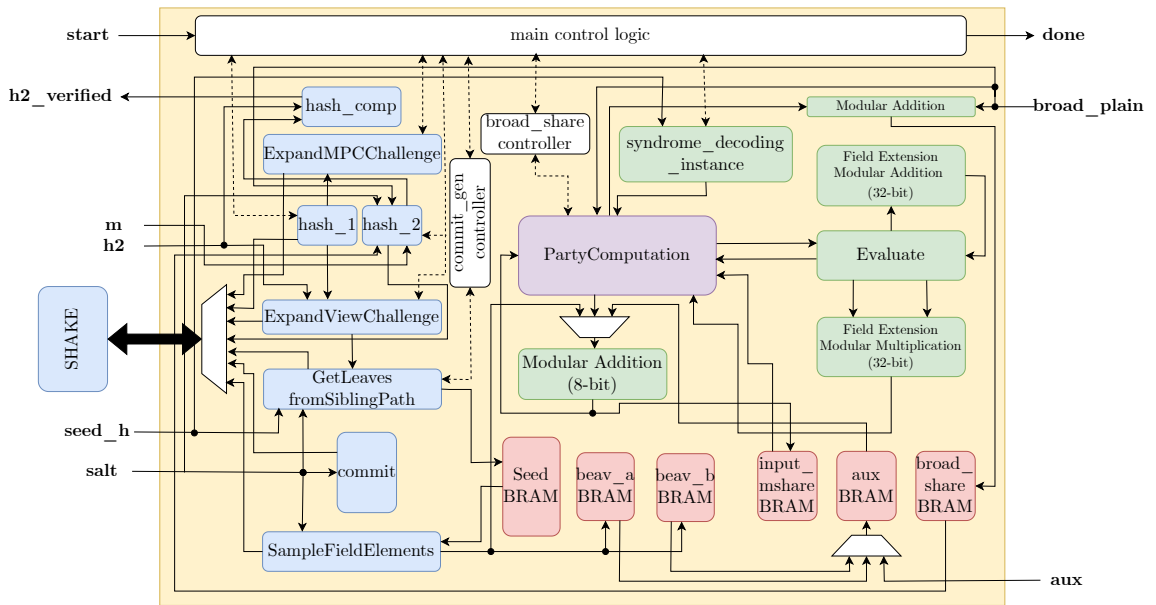 start
main control logic
done
h2_verified
hash_comp
broad_share
controller
syndrome_decoding
_instance
Modular Addition
broad_plain
ExpandMPCChallenge
commit_gen
controller
Field Extension
Modular Addition
(32-bit)
m
h2
hash_1
hash_2
PartyComputation
Evaluate
SHAKE
ExpandViewChallenge
Field Extension
Modular Multiplication
(32-bit)
GetLeaves
fromSiblingPath
Modular Addition
(8-bit)
seed_h
salt
commit
Seed
BRAM
beav_a
BRAM
beav_b
BRAM
input_
mshare
BRAM
aux
BRAM
broad_
share
BRAM
SampleFieldElements
aux